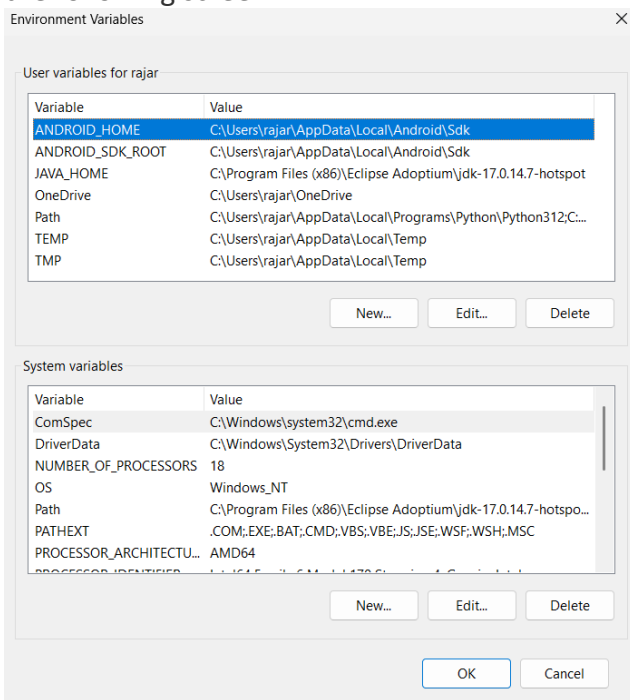 Environment Variables
User variables for rajar
Variable Value
ANDROID_HOME C:\Users\rajar\AppData\Local\Android\Sdk
ANDROID_SDK_ROOT C:\Users\rajar\AppData\Local\Android\Sdk
JAVA_HOME C:\Program Files (x86)\Eclipse Adoptium\jdk-17.0.14.7-hotspot
OneDrive C:\Users\rajar\OneDrive
Path C:\Users\rajar\AppData\Local\Programs\Python\Python312;C:...
TEMP C:\Users\rajar\AppData\Local\Temp
TMP C:\Users\rajar\AppData\Local\Temp
New... Edit... Delete
System variables
Variable Value
ComSpec C:\Windows\system32\cmd.exe
DriverData C:\Windows\System32\Drivers\DriverData
NUMBER_OF_PROCESSORS 18
OS Windows_NT
Path C:\Program Files (x86)\Eclipse Adoptium\jdk-17.0.14.7-hotspo...
PATHEXT .COM;.EXE;.BAT;.CMD;.VBS;.VBE;.JS;.JSE;.WSF;.WSH;.MSC
PROCESSOR_ARCHITECTU... AMD64
New... Edit... Delete
OK Cancel